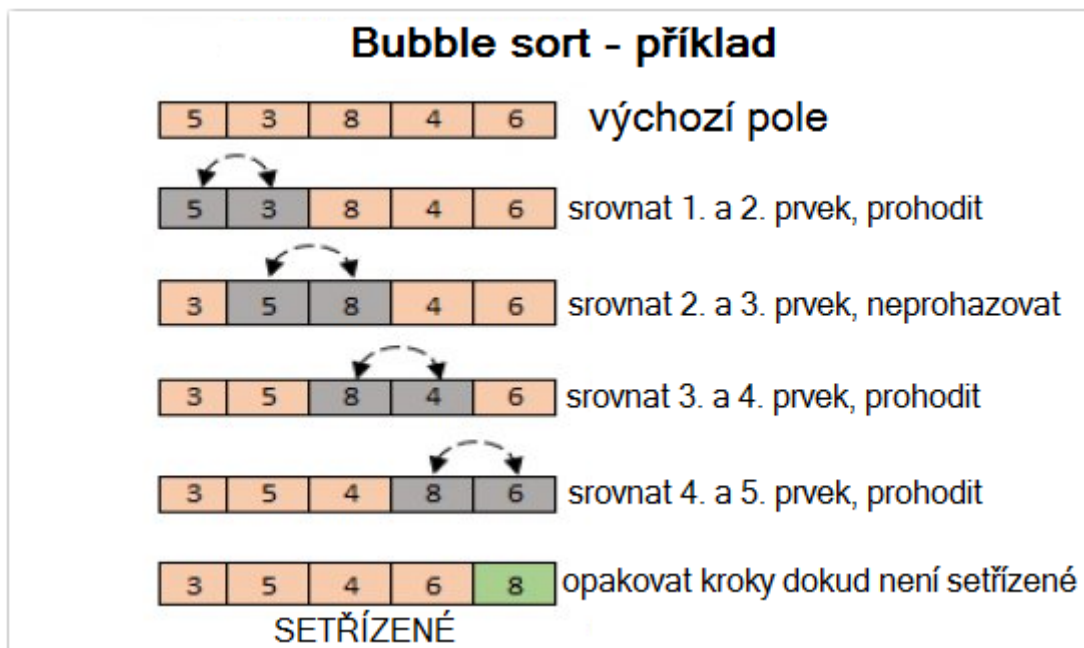 Bubble sort - příklad
5 3 8 4 6 výchozí pole
5 3 8 4 6 srovnat 1. a 2. prvek, prohodit
3 5 8 4 6 srovnat 2. a 3. prvek, neprohazovat
3 5 8 4 6 srovnat 3. a 4. prvek, prohodit
3 5 4 8 6 srovnat 4. a 5. prvek, prohodit
3 5 4 6 8 opakovat kroky dokud není setřízené
SETŘÍZENÉ